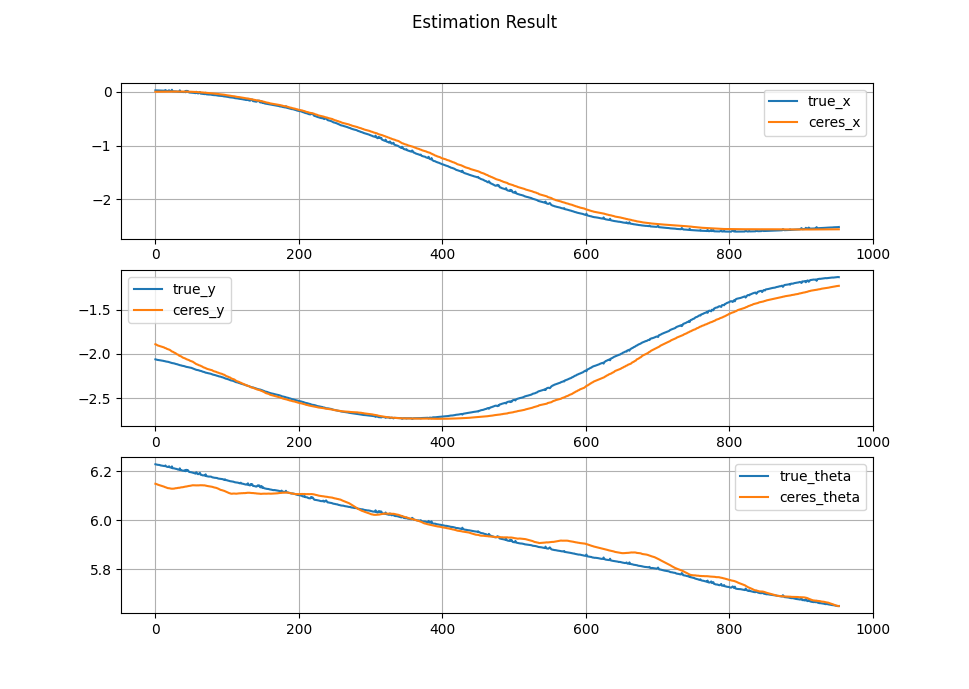 Estimation Result
0
−1
−2
true_x
ceres_x
0 200 400 600 800 1000
−1.5
−2.0
−2.5
true_y
ceres_y
0 200 400 600 800 1000
6.2
6.0
5.8
true_theta
ceres_theta
0 200 400 600 800 1000